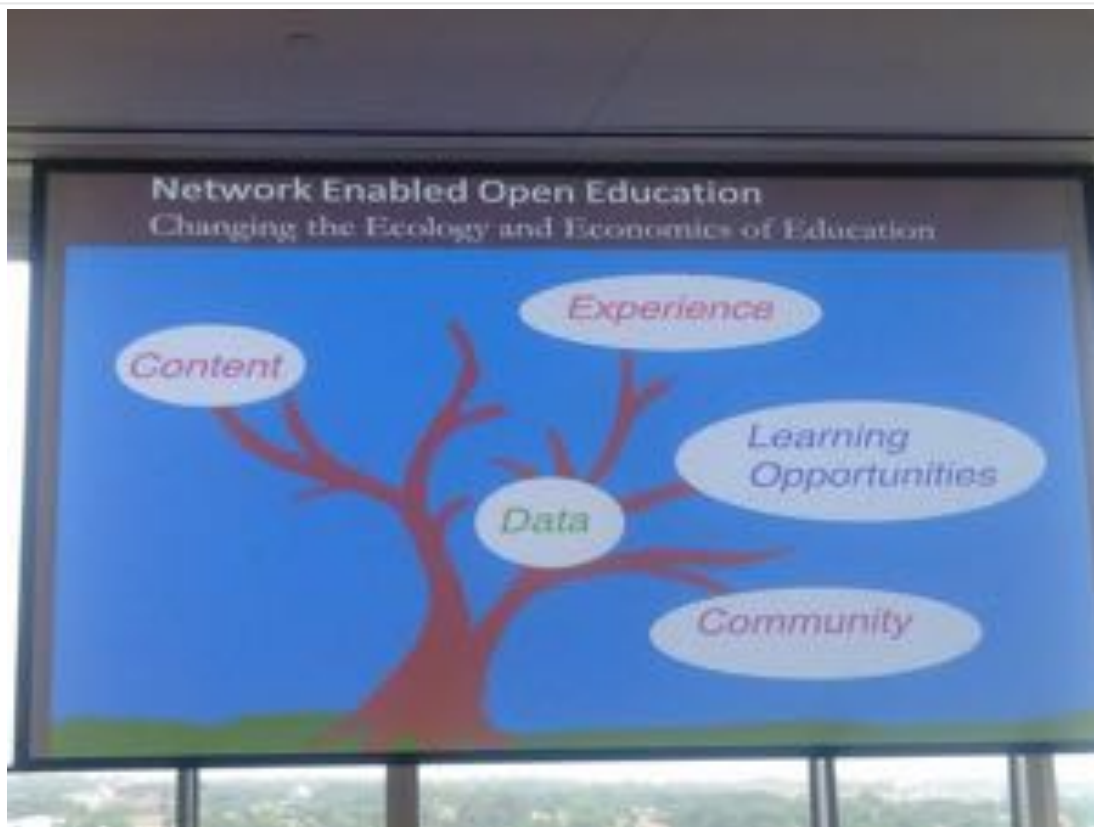 Network Enabled Open Education
Changing the Ecology and Economics of Education
Experience
Content
Learning
Opportunities
Data
Community